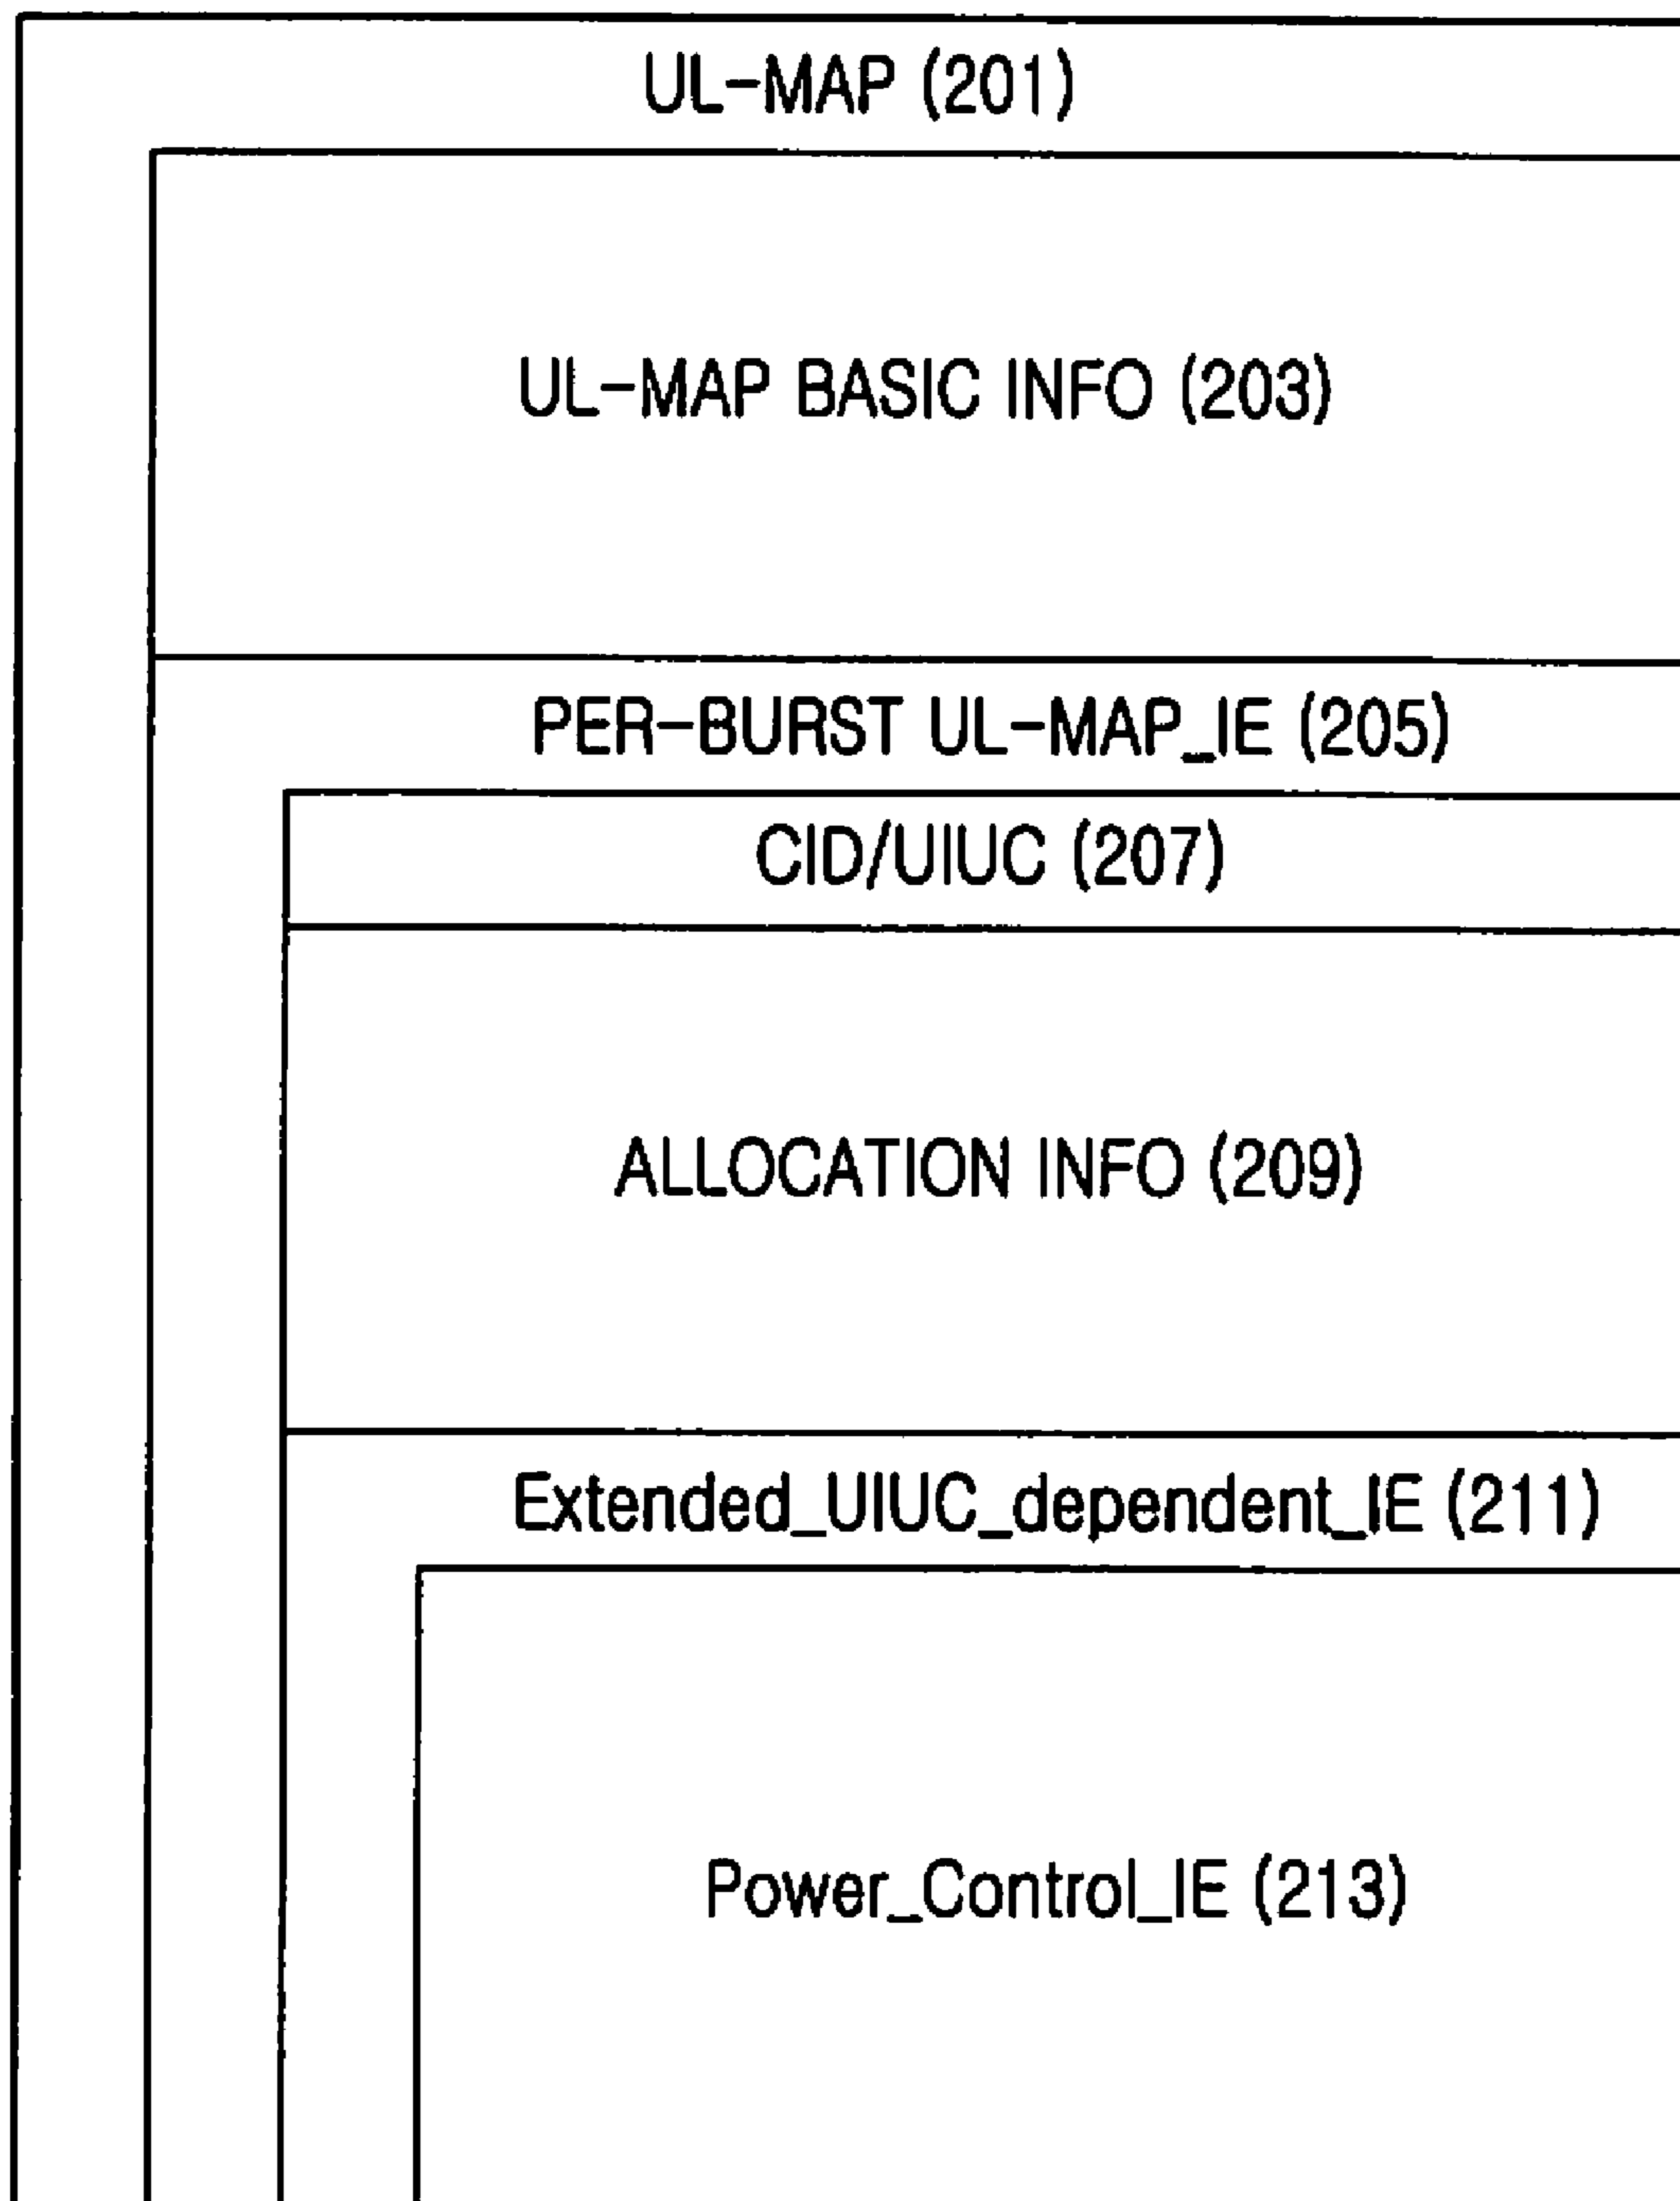 UL-MAP (201)
UL-MAP BASIC INFO (203)
PER-BURST UL-MAP_IE (205)
CID/UIUC (207)
ALLOCATION INFO (209)
Extended_UIUC_dependent_IE (211)
Power_Control_IE (213)